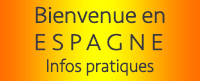 Bienvenue en
ESPAGNE
Infos pratiques